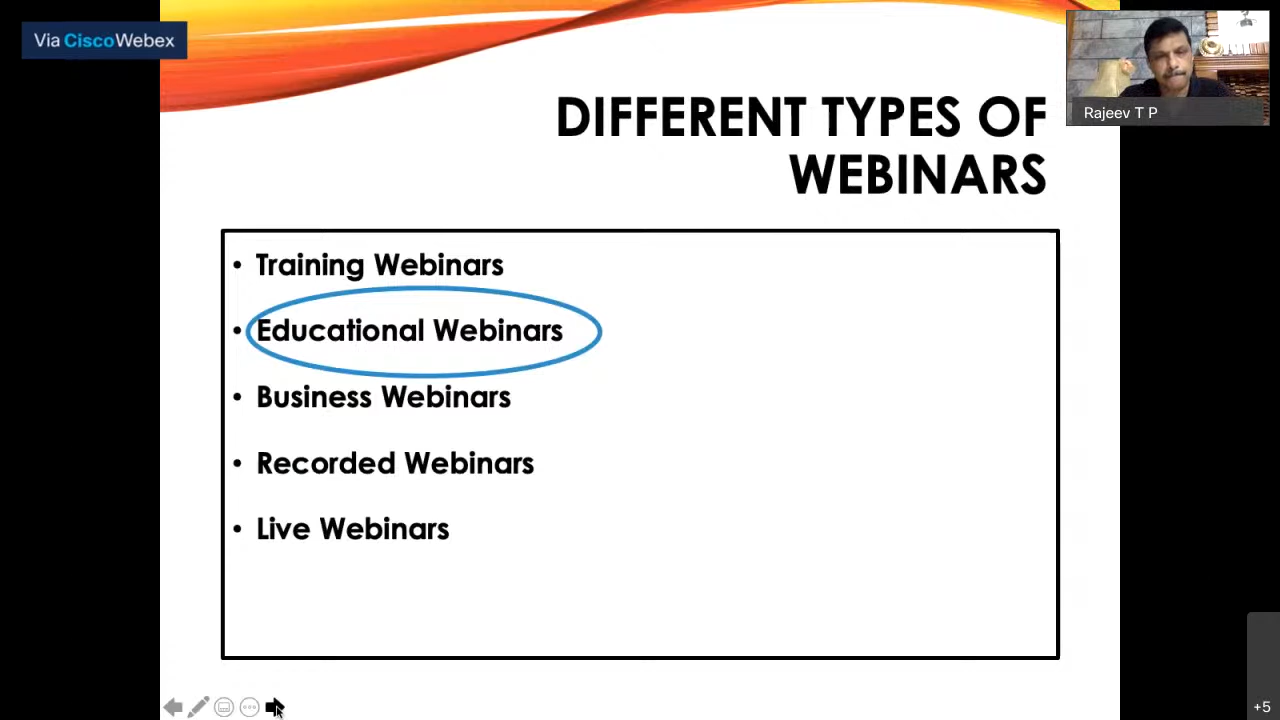 Via CiscoWebex
Rajeev T P
DIFFERENT TYPES OF
WEBINARS
• Training Webinars
• Educational Webinars
• Business Webinars
• Recorded Webinars
• Live Webinars
+5